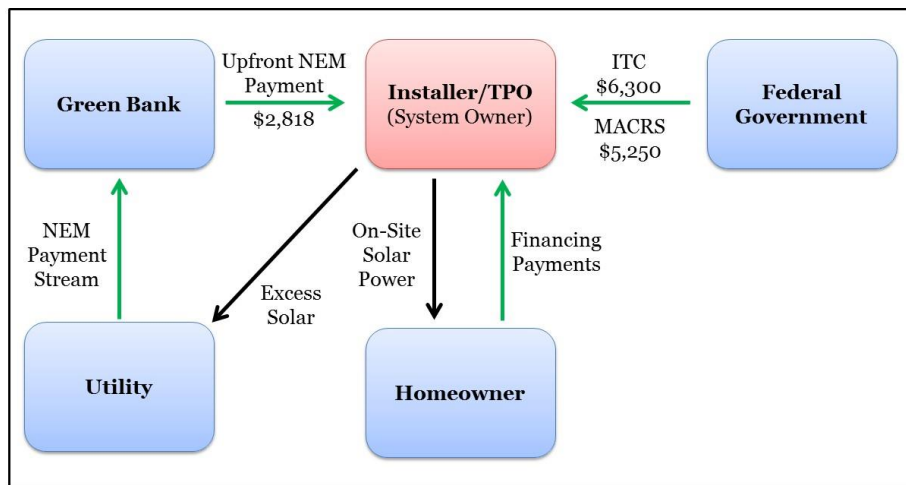 Green Bank
Upfront NEM
Payment
$2,818
Installer/TPO
(System Owner)
ITC
$6,300
MACRS
$5,250
Federal
Government
NEM
Payment
Stream
Excess
Solar
On-Site
Solar
Power
Financing
Payments
Utility
Homeowner